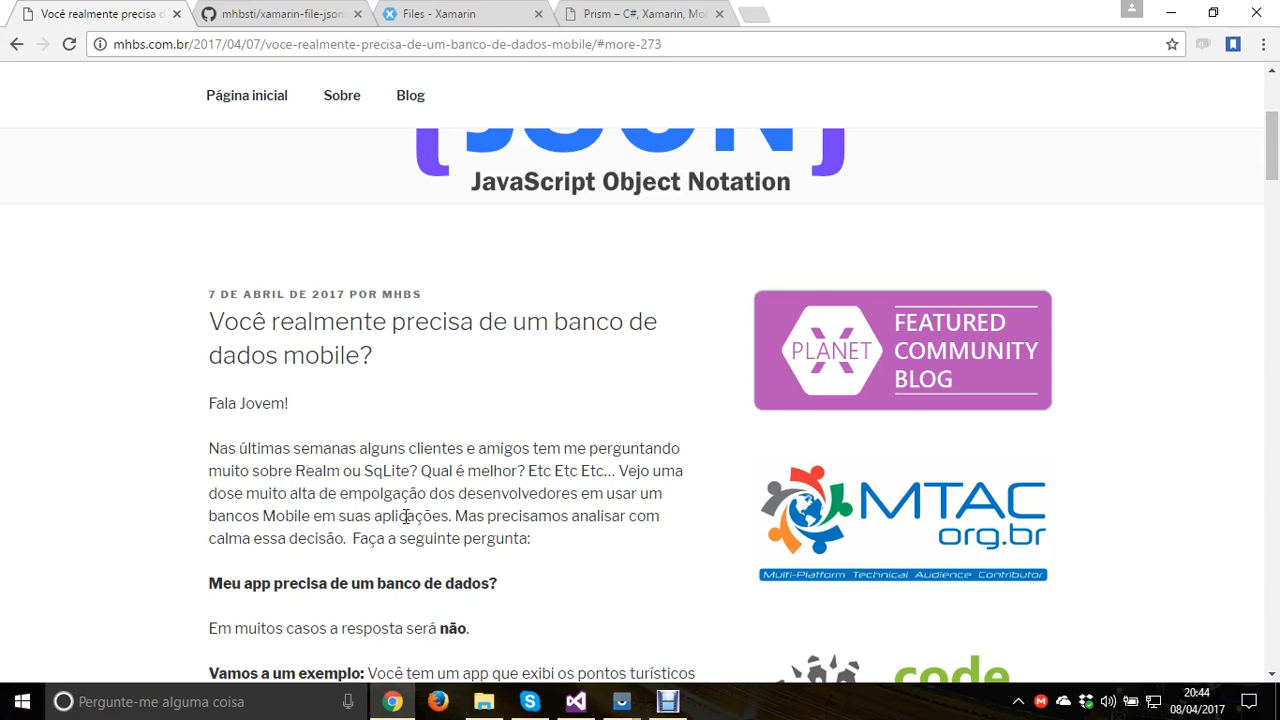 Você realmente precisa d
mhbsti/xamarin-file-json
Files - Xamarin
Prism – C#, Xamarin, Mo
mhbs.com.br/2017/04/07/voce-realmente-precisa-de-um-banco-de-dados-mobile/#more-273
Página inicial
Sobre
Blog
{JSON}
JavaScript Object Notation
7 DE ABRIL DE 2017 POR MHBS
Você realmente precisa de um banco de
dados mobile?
Fala Jovem!
Nas últimas semanas alguns clientes e amigos tem me perguntando
muito sobre Realm ou SqLite? Qual é melhor? Etc Etc Etc… Vejo uma
dose muito alta de empolgação dos desenvolvedores em usar um
bancos Mobile em suas aplicações. Mas precisamos analisar com
calma essa decisão. Faça a seguinte pergunta:
Meu app precisa de um banco de dados?
Em muitos casos a resposta será não.
Vamos a um exemplo: Você tem um app que exibi os pontos turísticos
PLANET X
FEATURED
COMMUNITY
BLOG
MTAC
org.br
Multi-Platform Technical Audience Contributor
code
Pergunte-me alguma coisa
20:44
08/04/2017